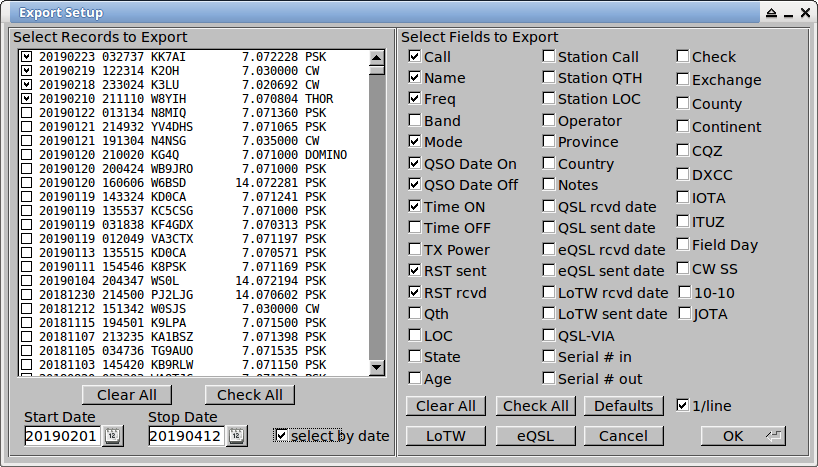 Export Setup
Select Records to Export
20190223 032737 KK7AI 7.072228 PSK
20190219 122314 K2OH 7.030000 CW
20190218 233024 K3LU 7.020692 CW
20190210 211110 W8YIH 7.070804 THOR
20190122 013134 N8MIQ 7.071360 PSK
20190121 214932 YV4DHS 7.071065 PSK
20190121 191304 N4NSG 7.035000 CW
20190120 210020 KG4Q 7.071000 DOMINO
20190120 200424 WB9JRO 7.071000 PSK
20190120 160606 W6BSD 14.072281 PSK
20190119 143324 KD0CA 7.071241 PSK
20190119 135537 KC5CSG 7.071000 PSK
20190119 031838 KF4GDX 7.070313 PSK
20190119 012049 VA3CTX 7.071197 PSK
20190113 135515 KD0CA 7.070571 PSK
20190111 154546 K8PSK 7.071169 PSK
20190104 204347 WS0L 14.072194 PSK
20181230 214500 PJ2LJG 14.070602 PSK
20181212 151342 W0SJS 7.030000 CW
20181115 194501 K9LPA 7.071500 PSK
20181107 213235 KA1BSZ 7.071398 PSK
20181105 034736 TG9AUO 7.071535 PSK
20181103 145420 KB9RLW 7.071150 PSK
Clear All
Check All
Start Date
Stop Date
20190201
20190412
select by date
Select Fields to Export
Call
Name
Freq
Band
Mode
QSO Date On
QSO Date Off
Time ON
Time OFF
TX Power
RST sent
RST rcvd
Qth
LOC
State
Age
Station Call
Station QTH
Station LOC
Operator
Province
Country
Notes
QSL rcvd date
QSL sent date
eQSL rcvd date
eQSL sent date
LoTW rcvd date
LoTW sent date
QSL-VIA
Serial # in
Serial # out
Check
Exchange
County
Continent
CQZ
DXCC
IOTA
ITUZ
Field Day
CW SS
10-10
JOTA
Clear All
Check All
Defaults
1/line
LoTW
eQSL
Cancel
OK